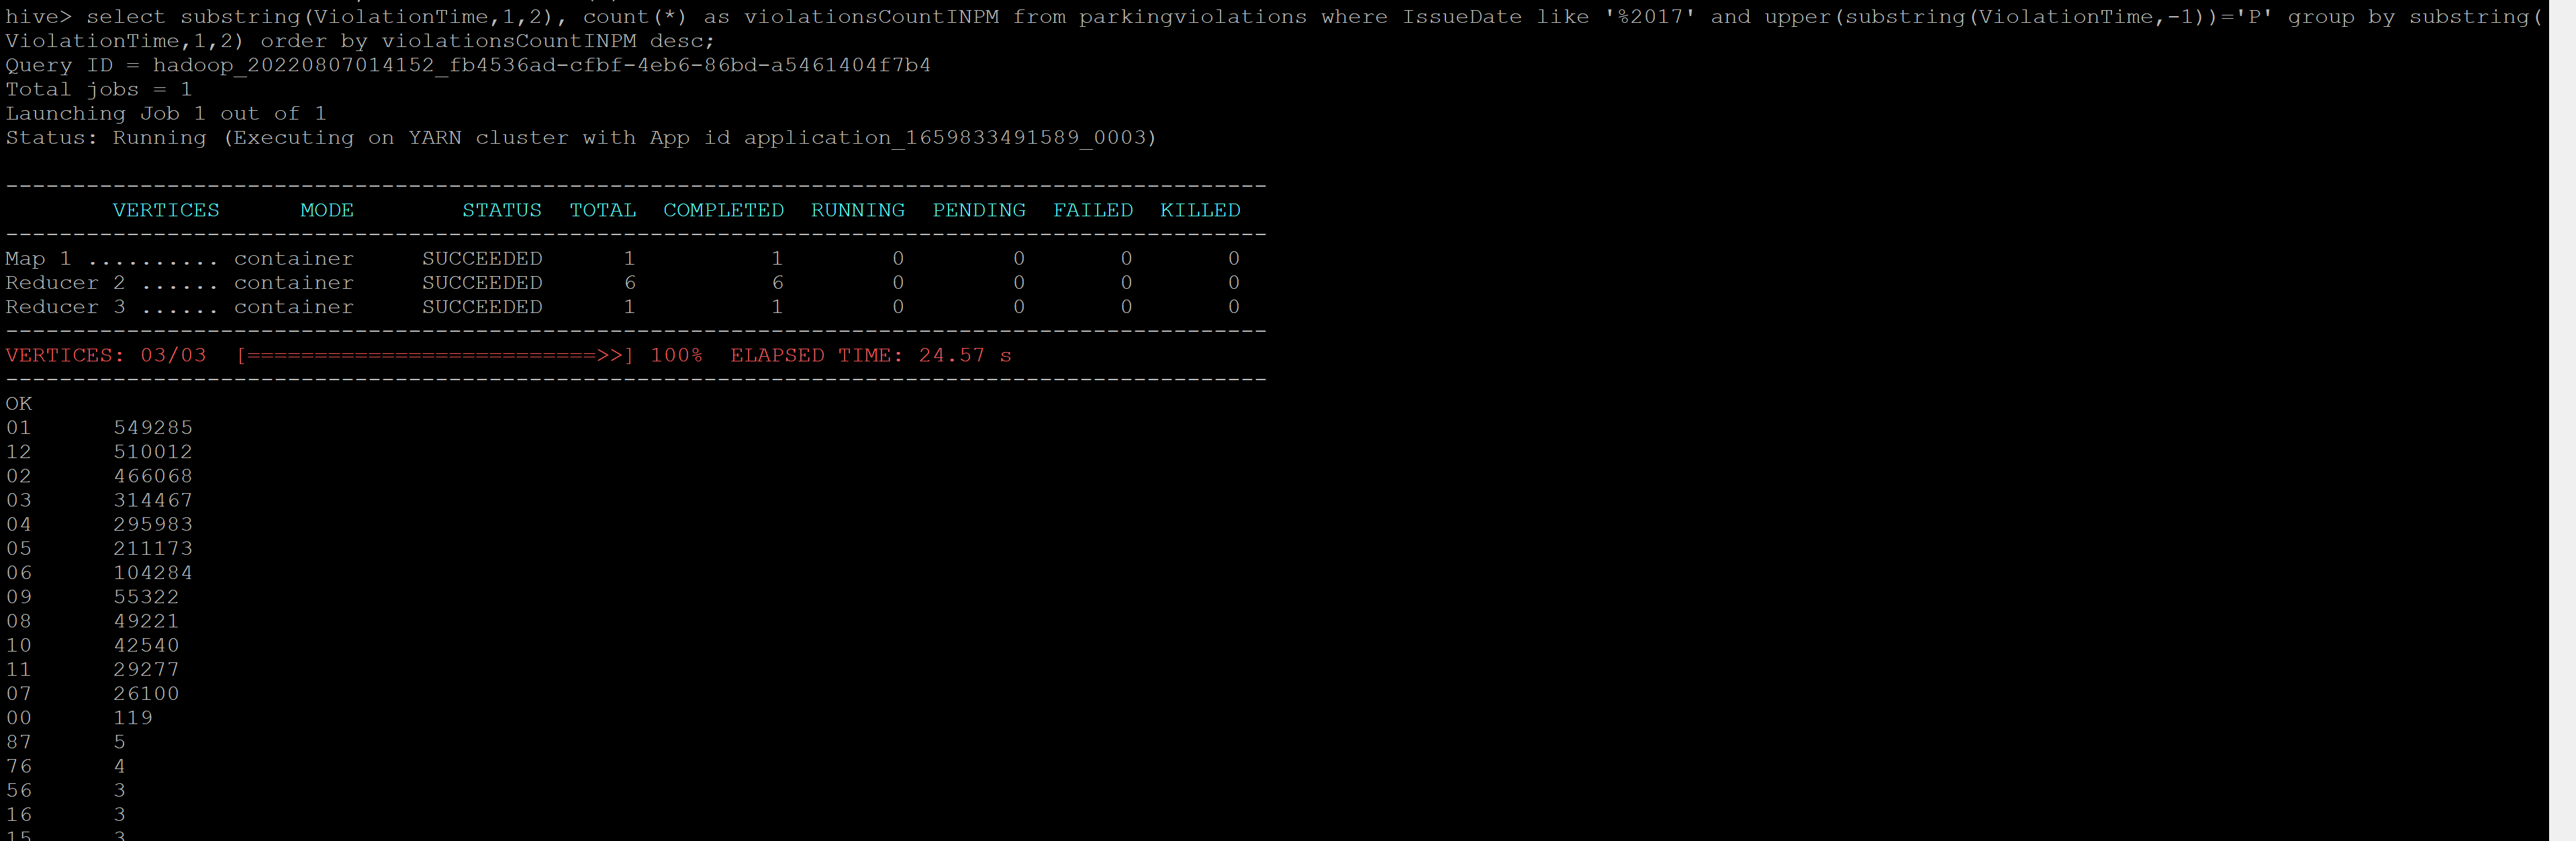 hive> select substring(ViolationTime,1,2), count(*) as violationsCountINPM from parkingviolations where IssueDate like '%2017' and upper(substring(ViolationTime,-1))='P' group by substring(
ViolationTime,1,2) order by violationsCountINPM desc;
Query ID = hadoop_20220807014152_fb4536ad-cfbf-4eb6-86bd-a5461404f7b4
Total jobs = 1
Launching Job 1 out of 1
Status: Running (Executing on YARN cluster with App id application_1659833491589_0003)
----------------------------------------------------------------------------------------------
        VERTICES      MODE        STATUS  TOTAL  COMPLETED  RUNNING  PENDING  FAILED  KILLED
----------------------------------------------------------------------------------------------
Map 1 .......... container     SUCCEEDED      1          1        0        0       0       0
Reducer 2 ...... container     SUCCEEDED      6          6        0        0       0       0
Reducer 3 ...... container     SUCCEEDED      1          1        0        0       0       0
----------------------------------------------------------------------------------------------
VERTICES: 03/03  [==========================>>] 100%  ELAPSED TIME: 24.57 s
----------------------------------------------------------------------------------------------
OK
01      549285
12      510012
02      466068
03      314467
04      295983
05      211173
06      104284
09      55322
08      49221
10      42540
11      29277
07      26100
00      119
87      5
76      4
56      3
16      3
15      3